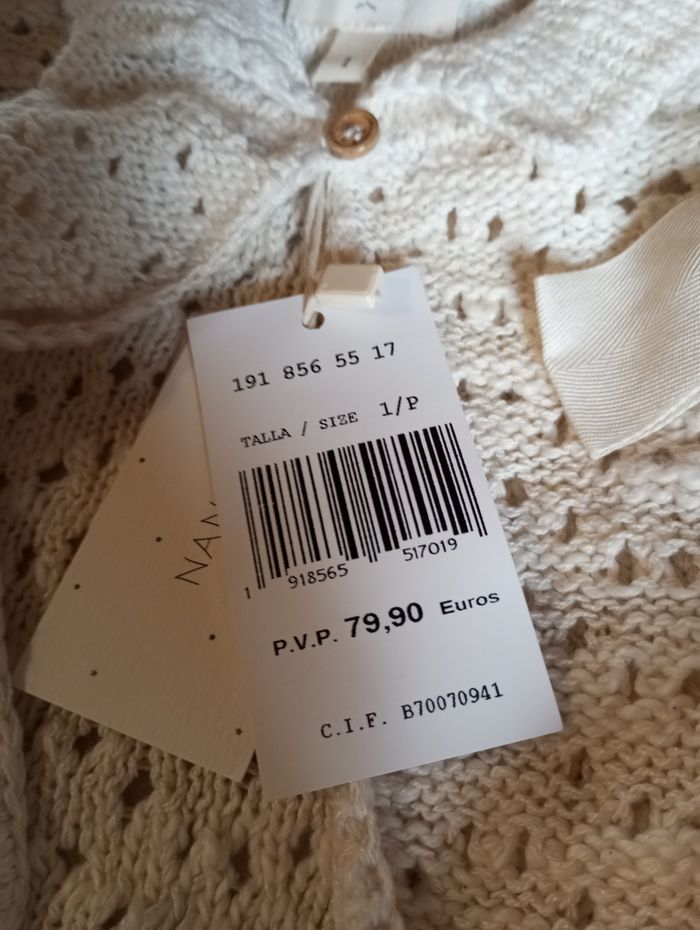 191 856 55 17
TALLA / SIZE 1/P
1 918565 517019
P.V.P. 79,90 Euros
C.I.F. B70070941